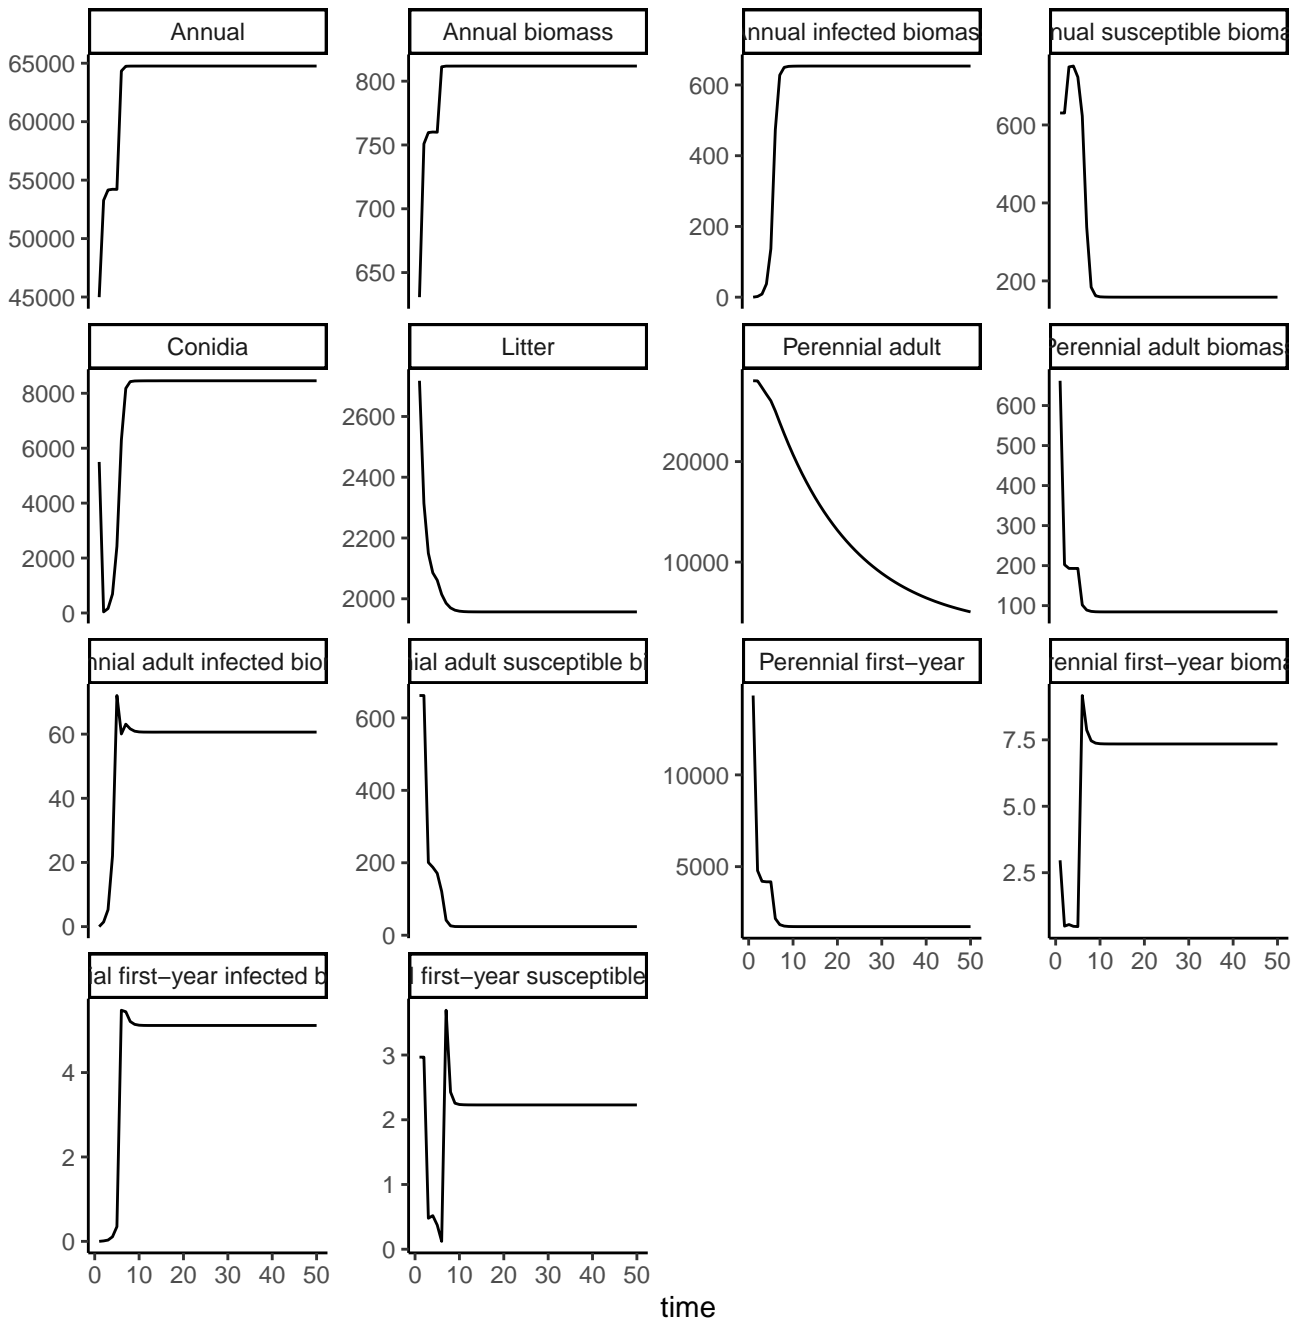 Annual
Annual biomass
Annual infected biomas
nual susceptible bioma
65000
60000
55000
50000
45000
800
750
700
650
600
400
200
0
600
400
200
Conidia
Litter
Perennial adult
Perennial adult biomass
8000
6000
4000
2000
0
2600
2400
2200
2000
20000
10000
600
500
400
300
200
100
nnial adult infected bior
nial adult susceptible bi
Perennial first−year
rennial first−year bioma
60
40
20
0
600
400
200
0
10000
5000
7.5
5.0
2.5
0 10 20 30 40 50
0 10 20 30 40 50
ial first−year infected b
l first−year susceptible
4
2
0
3
2
1
0
0 10 20 30 40 50
0 10 20 30 40 50
time